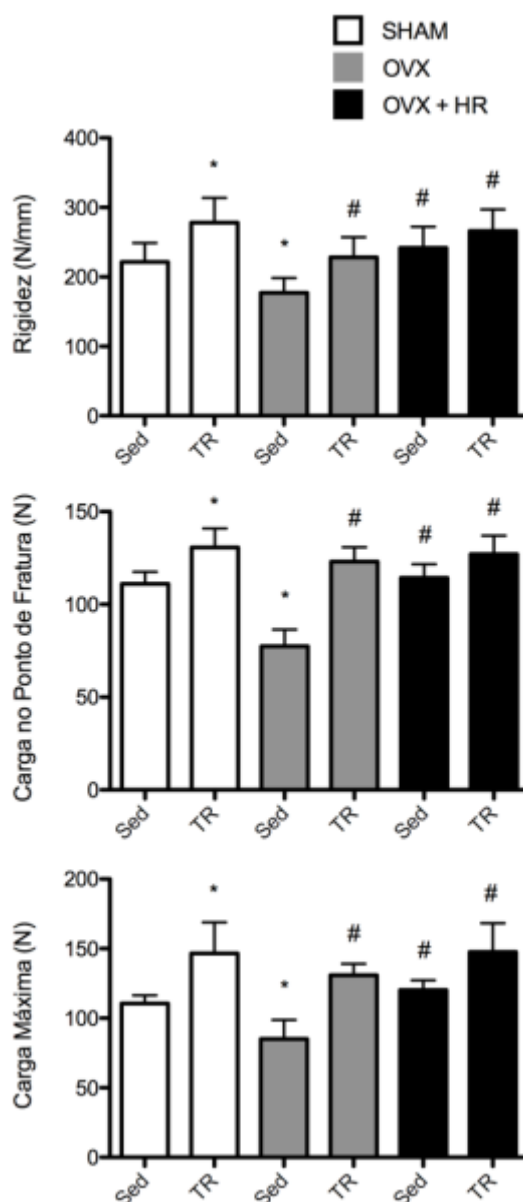 SHAM
OVX
OVX + HR
Rigidez (N/mm)
400
300
200
100
0
* * # # #
Sed TR Sed TR Sed TR
Carga no Ponto de Fratura (N)
150
100
50
0
* * # # #
Sed TR Sed TR Sed TR
Carga Máxima (N)
200
150
100
50
0
* * # # #
Sed TR Sed TR Sed TR